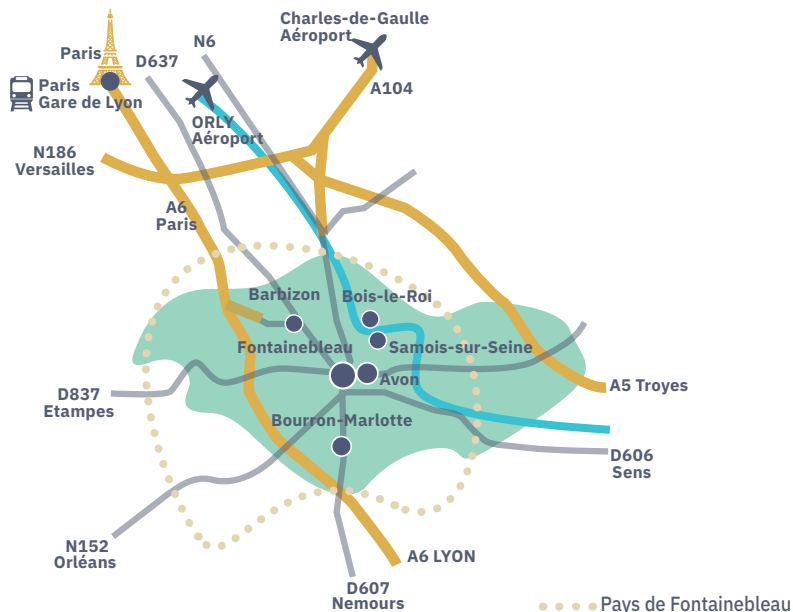 Charles-de-Gaulle
Aéroport
Paris
D637
N6
Paris
Gare de Lyon
A104
ORLY
Aéroport
N186
Versailles
A6
Paris
Barbizon
Bois-le-Roi
Fontainebleau
Samois-sur-Seine
Avon
D837
Etampes
A5 Troyes
Bourron-Marlotte
D606
Sens
N152
Orléans
A6 LYON
D607
Nemours
Pays de Fontainebleau